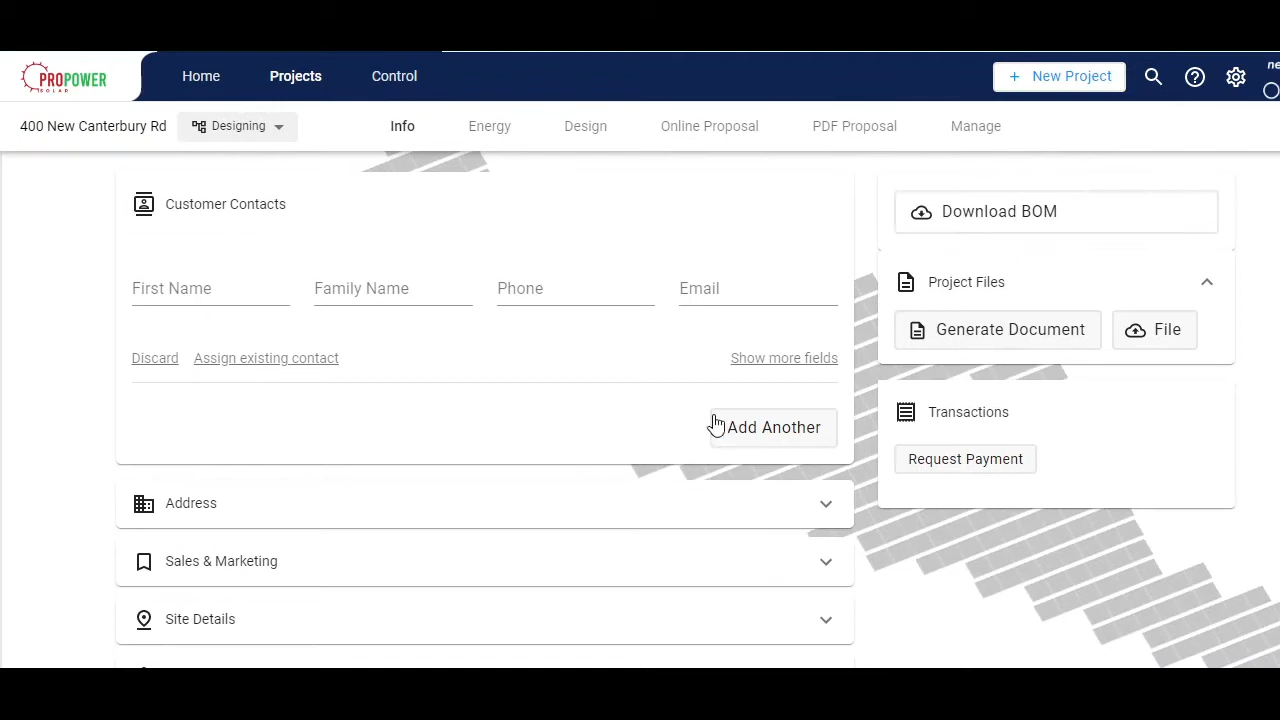 PROPOWER
SOLAR
Home
Projects
Control
+ New Project
ne
400 New Canterbury Rd
Designing
Info
Energy
Design
Online Proposal
PDF Proposal
Manage
Customer Contacts
First Name
Family Name
Phone
Email
Discard
Assign existing contact
Show more fields
Add Another
Address
Sales & Marketing
Site Details
Download BOM
Project Files
Generate Document
File
Transactions
Request Payment